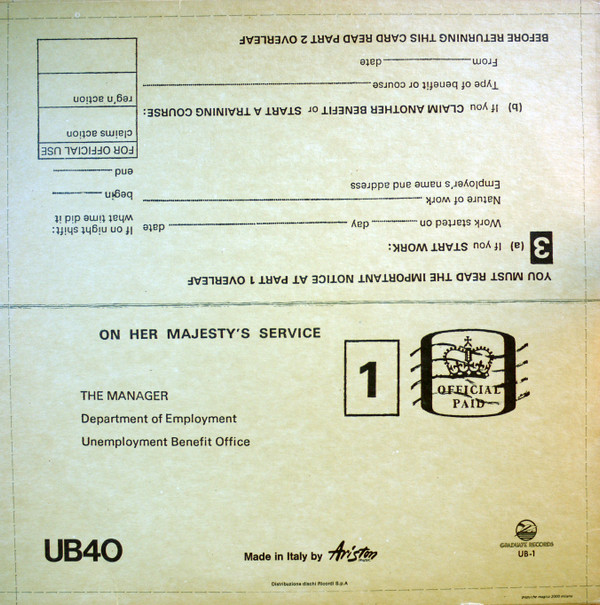 YOU MUST READ THE IMPORTANT NOTICE AT PART 1 OVERLEAF
3 (a) If you START WORK:
Work started on day date
Nature of work
Employer's name and address
If on night shift:
what time did it
begin
end
(b) If you CLAIM ANOTHER BENEFIT or START A TRAINING COURSE:
Type of benefit or course
From date
FOR OFFICIAL USE
claims action
reg'n action
BEFORE RETURNING THIS CARD READ PART 2 OVERLEAF
ON HER MAJESTY'S SERVICE
1
OFFICIAL
PAID
THE MANAGER
Department of Employment
Unemployment Benefit Office
UB40
Made in Italy by Ariston
Distribuzione dischi Ricordi S.p.A
GRADUATE RECORDS
UB-1